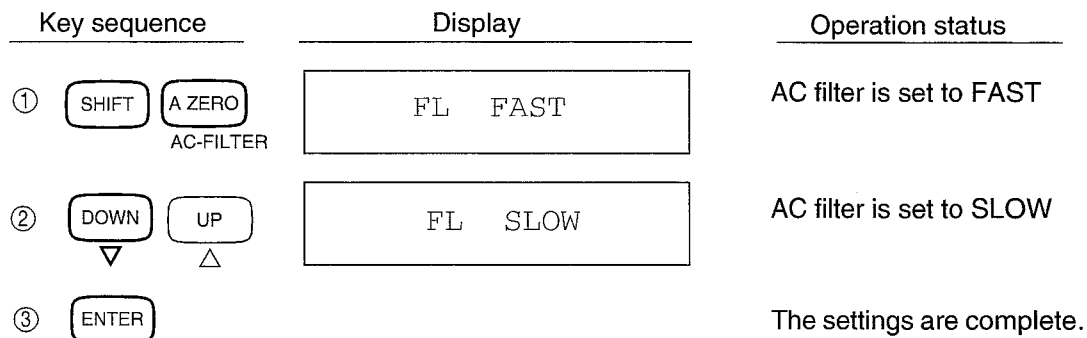 Key sequence Display Operation status
① SHIFT A ZERO FL FAST AC filter is set to FAST
AC-FILTER
② DOWN UP FL SLOW AC filter is set to SLOW
▽ △
③ ENTER The settings are complete.